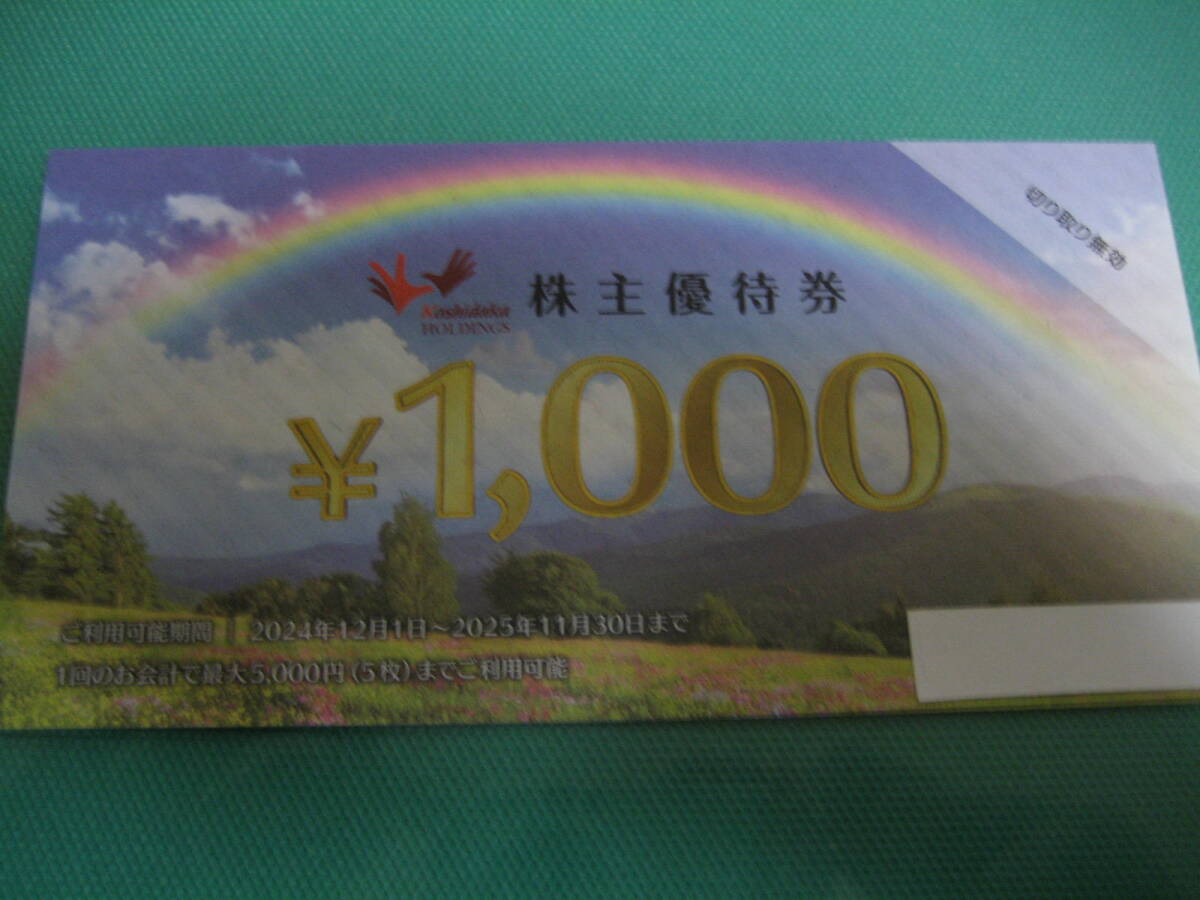 切り取り無効
Koshidaka
HOLDINGS
株主優待券
¥1,000
ご利用可能期間 | 2024年12月1日~2025年11月30日まで
1回のお会計で最大5,000円(5枚)までご利用可能